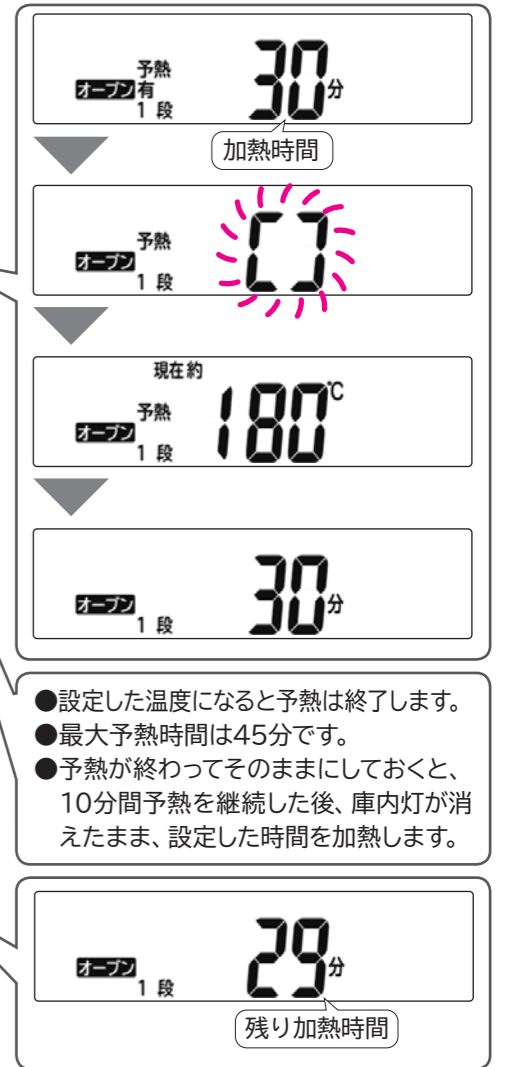 予熱
オーブン 有 30分
1 段
加熱時間
予熱
オーブン
1 段
現在約
予熱 180℃
オーブン
1 段
オーブン 30分
1 段
●設定した温度になると予熱は終了します。
●最大予熱時間は45分です。
●予熱が終わってそのままにしておくと、
10分間予熱を継続した後、庫内灯が消
えたまま、設定した時間を加熱します。
オーブン 29分
1 段
残り加熱時間